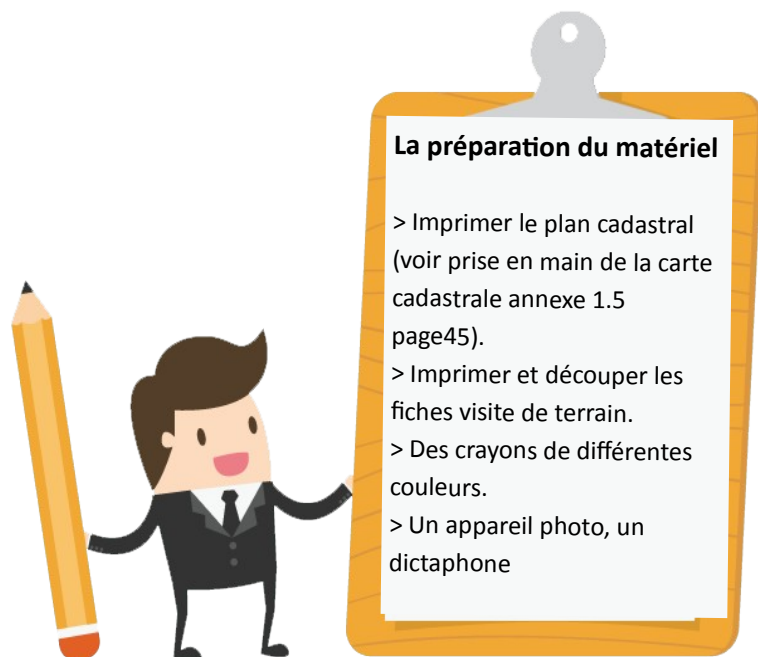 La préparation du matériel
> Imprimer le plan cadastral
(voir prise en main de la carte
cadastrale annexe 1.5
page45).
> Imprimer et découper les
fiches visite de terrain.
> Des crayons de différentes
couleurs.
> Un appareil photo, un
dictaphone